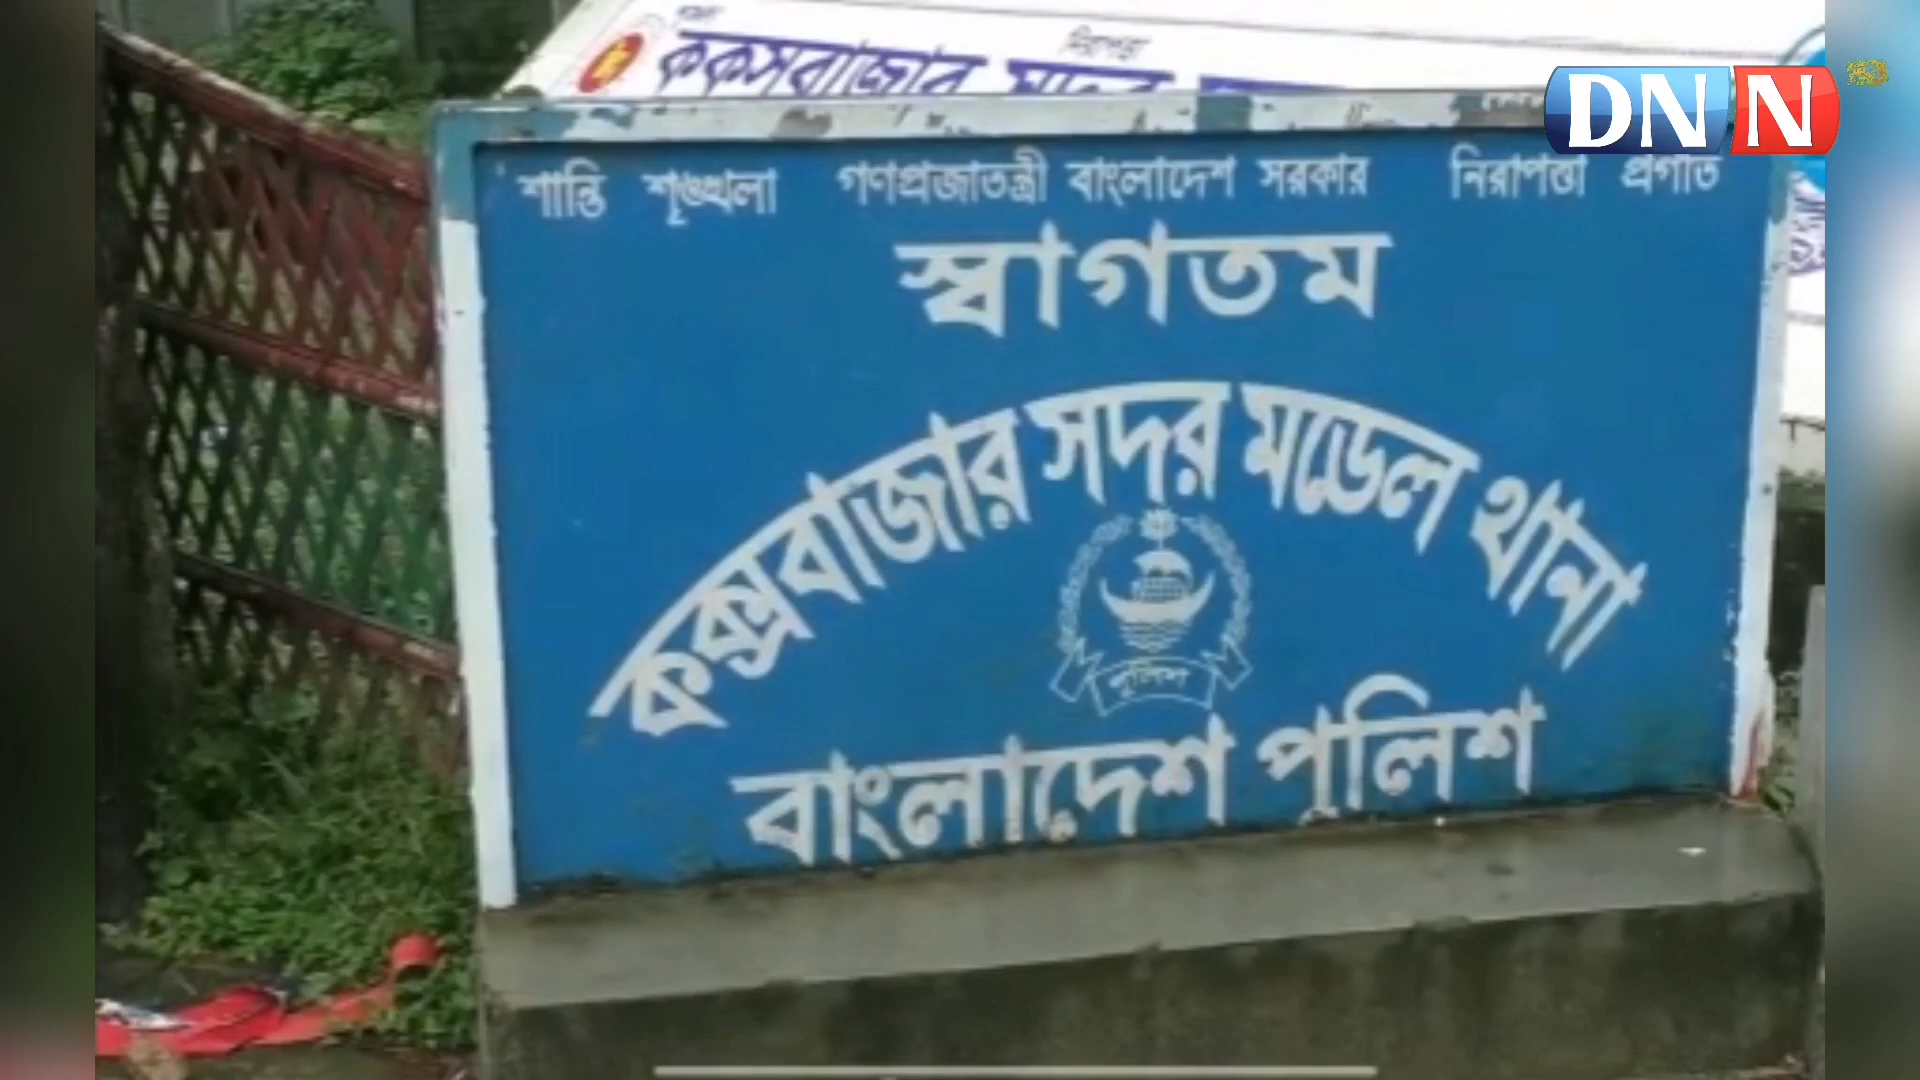 কক্সবাজার
DNN
শান্তি শৃঙ্খলা গণপ্রজাতন্ত্রী বাংলাদেশ সরকার নিরাপত্তা প্রগতি
স্বাগতম
কক্সবাজার সদর মডেল থানা
পুলিশ
বাংলাদেশ পুলিশ